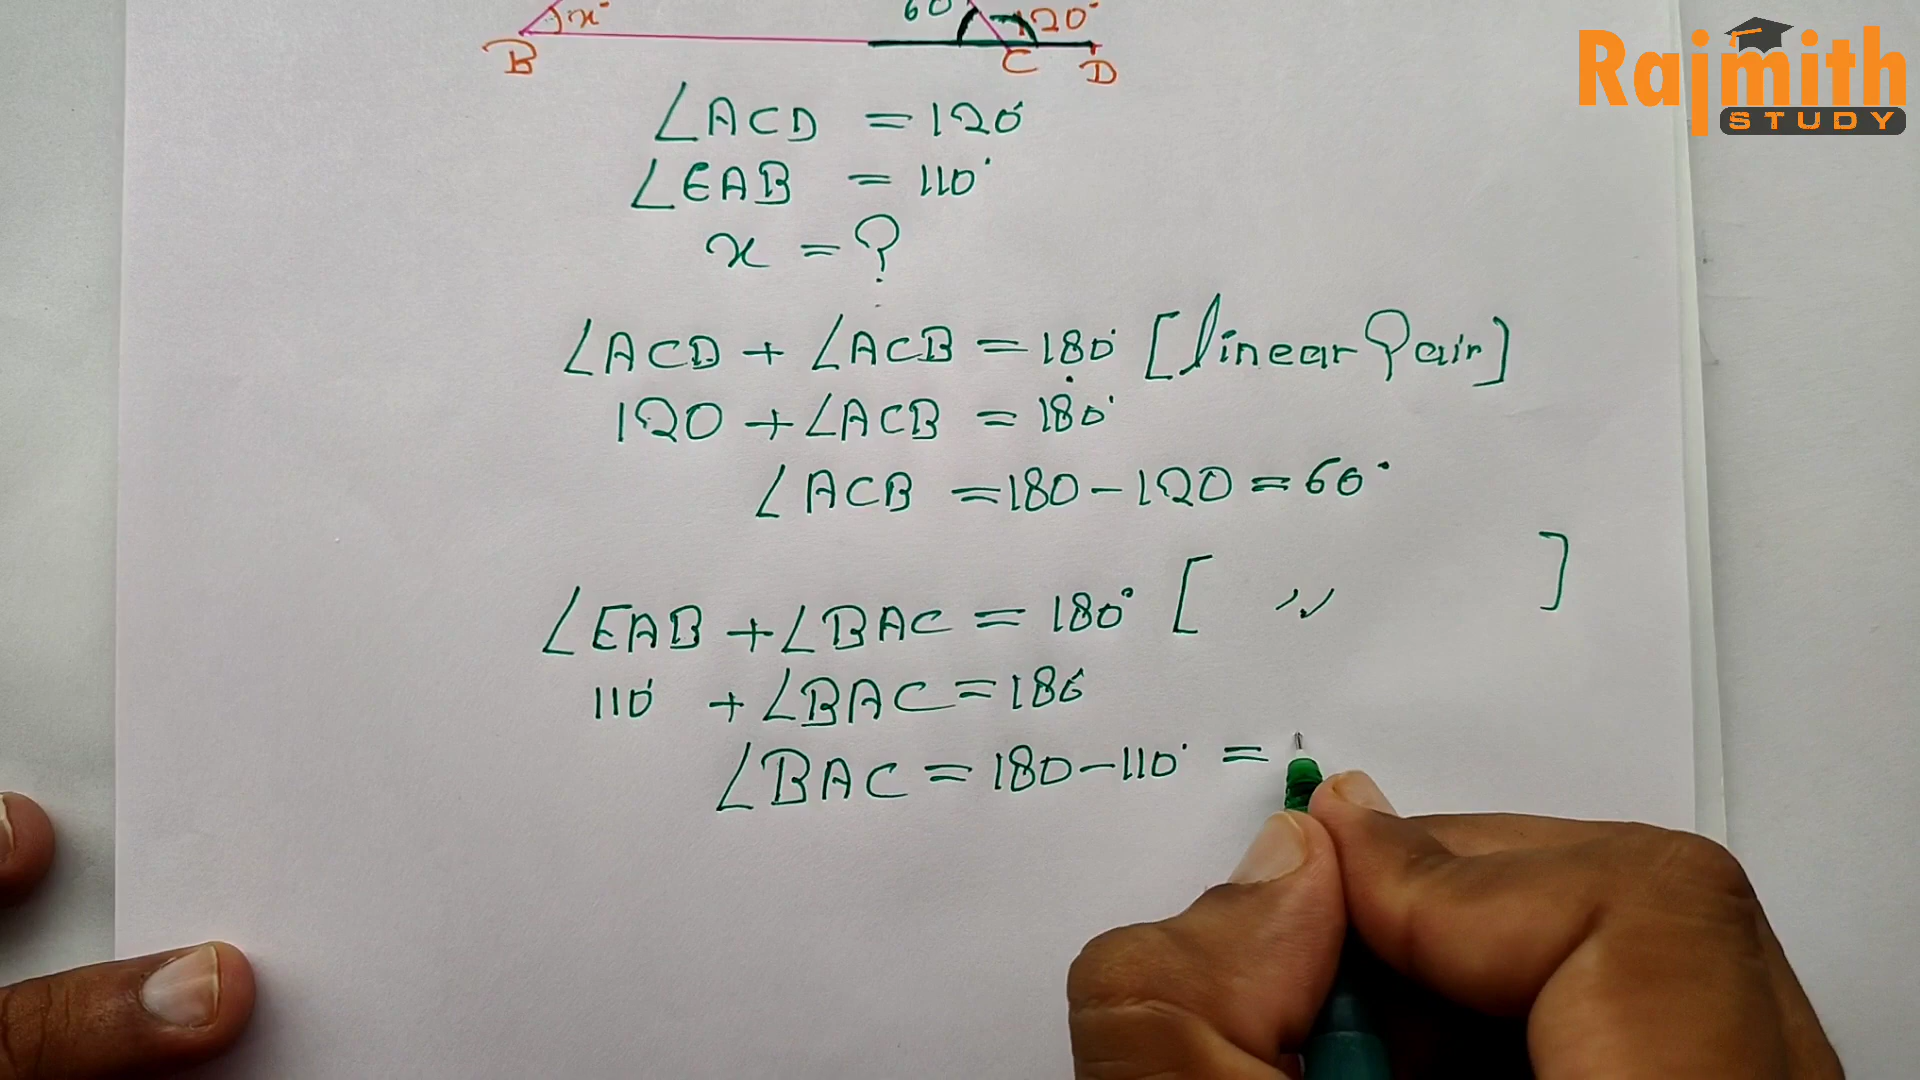 x°
60
120°
B
C
D
Rajmith
STUDY
∠ACD = 120°
∠EAB = 110°
x = ?
∠ACD + ∠ACB = 180° [linear Pair]
120 + ∠ACB = 180°
∠ACB = 180 - 120 = 60°
∠EAB + ∠BAC = 180° [ '' ]
110° + ∠BAC = 180
∠BAC = 180 - 110° =